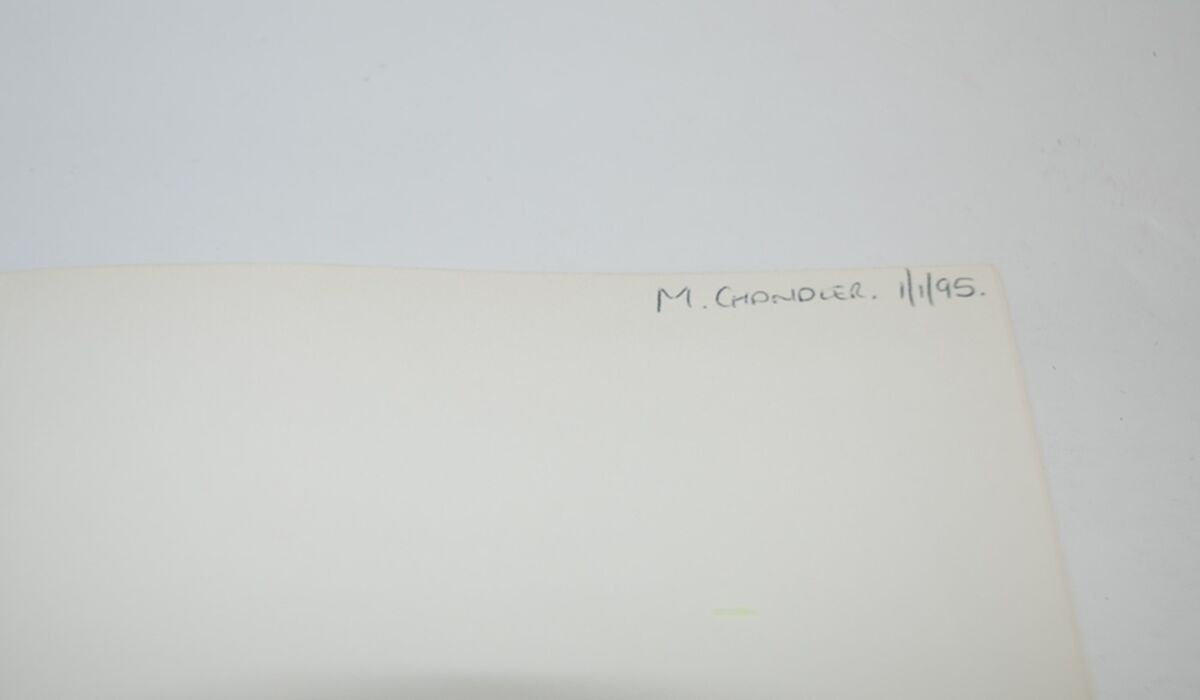 M. CHANDLER. 1/1/95.